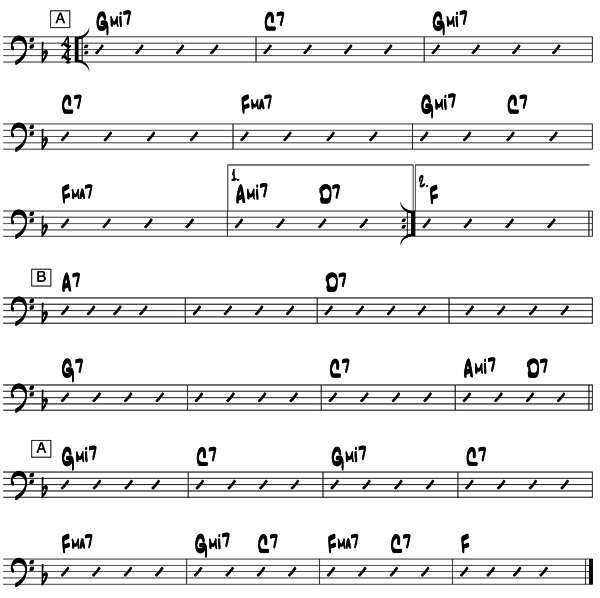 A Gmi7 C7 Gmi7
4 4
C7 Fma7 Gmi7 C7
1. 2.
Fma7 Ami7 D7 F
B A7 D7
G7 C7 Ami7 D7
A Gmi7 C7 Gmi7 C7
Fma7 Gmi7 C7 Fma7 C7 F